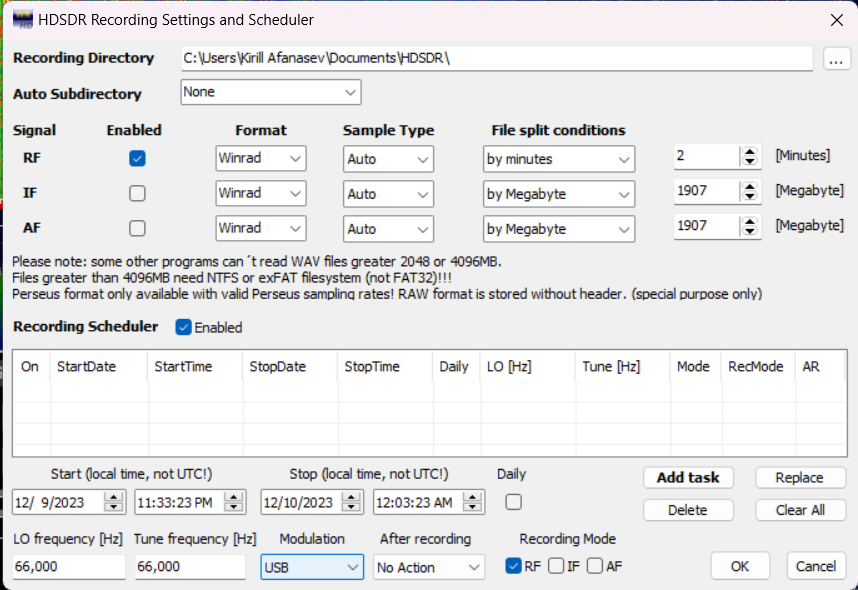 HDSDR Recording Settings and Scheduler
Recording Directory C:\Users\Kirill Afanasev\Documents\HDSDR\ ...
Auto Subdirectory None
Signal Enabled Format Sample Type File split conditions
RF Winrad Auto by minutes 2 [Minutes]
IF Winrad Auto by Megabyte 1907 [Megabyte]
AF Winrad Auto by Megabyte 1907 [Megabyte]
Please note: some other programs can´t read WAV files greater 2048 or 4096MB.
Files greater than 4096MB need NTFS or exFAT filesystem (not FAT32)!!!
Perseus format only available with valid Perseus sampling rates! RAW format is stored without header. (special purpose only)
Recording Scheduler Enabled
On StartDate StartTime StopDate StopTime Daily LO [Hz] Tune [Hz] Mode RecMode AR
Start (local time, not UTC!) Stop (local time, not UTC!) Daily Add task Replace
12/ 9/2023 11:33:23 PM 12/10/2023 12:03:23 AM Delete Clear All
LO frequency [Hz] Tune frequency [Hz] Modulation After recording Recording Mode
66,000 66,000 USB No Action RF IF AF OK Cancel